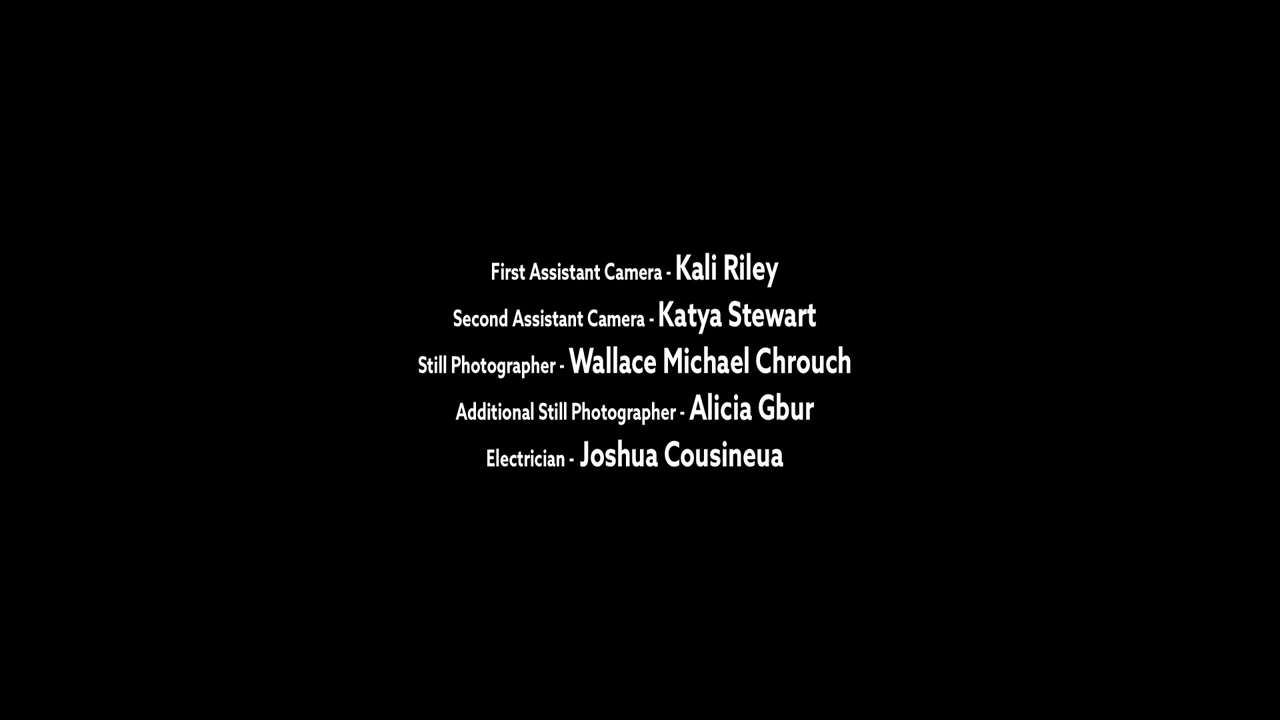 First Assistant Camera - Kali Riley
Second Assistant Camera - Katya Stewart
Still Photographer - Wallace Michael Chrouch
Additional Still Photographer - Alicia Gbur
Electrician - Joshua Cousineua